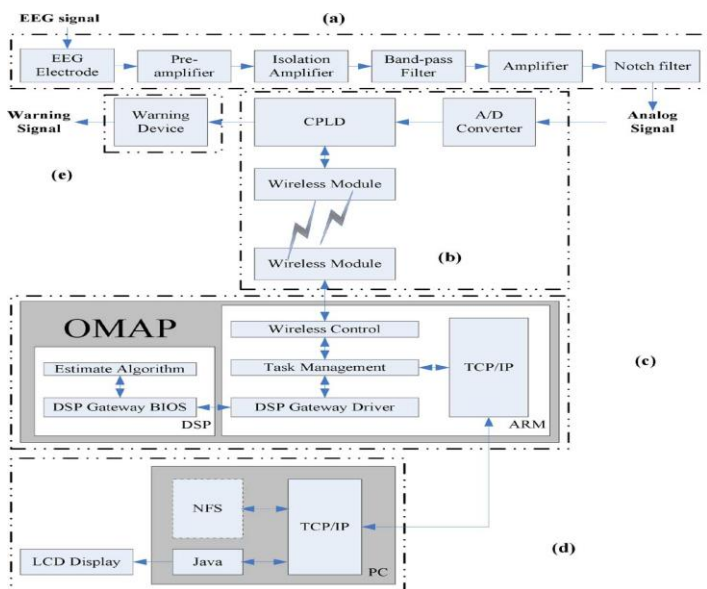 EEG signal
(a)
EEG
Electrode
Pre-
amplifier
Isolation
Amplifier
Band-pass
Filter
Amplifier
Notch filter
Warning
Signal
Warning
Device
CPLD
A/D
Converter
Analog
Signal
(e)
Wireless Module
Wireless Module
(b)
OMAP
Wireless Control
Estimate Algorithm
Task Management
TCP/IP
(c)
DSP Gateway BIOS
DSP Gateway Driver
DSP
ARM
NFS
TCP/IP
(d)
LCD Display
Java
PC